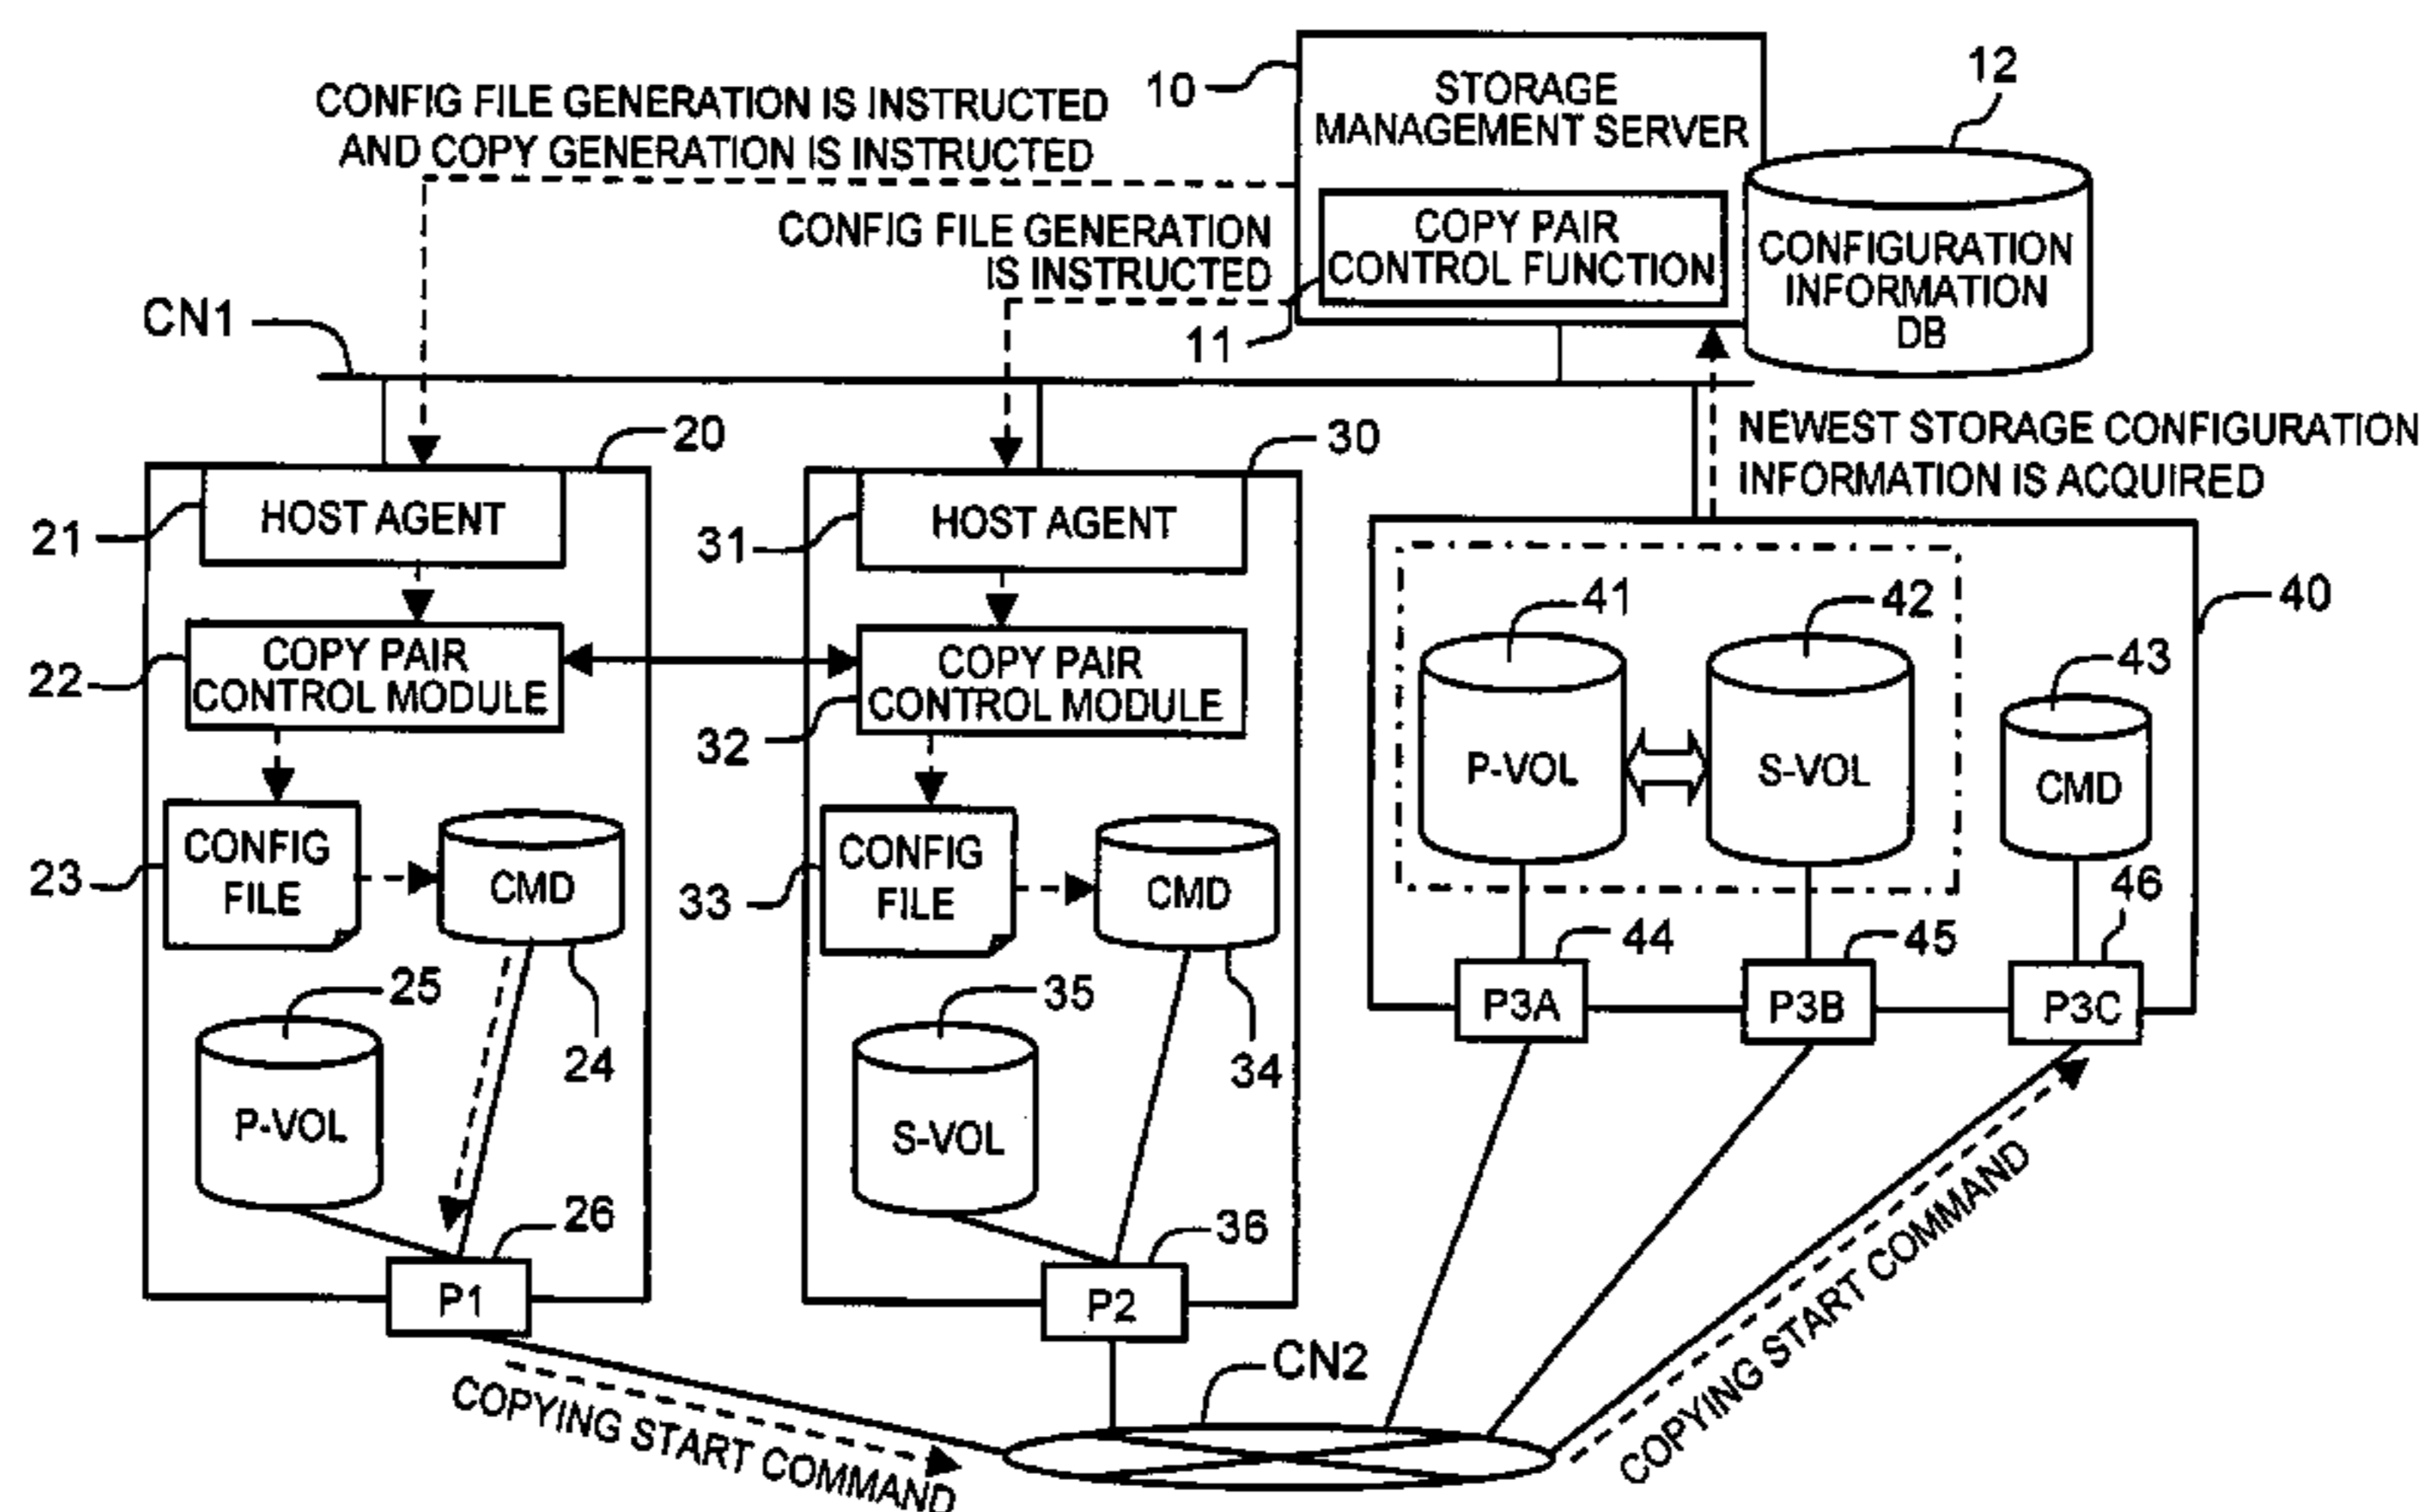 10
STORAGE
MANAGEMENT SERVER
12
CONFIG FILE GENERATION IS INSTRUCTED
AND COPY GENERATION IS INSTRUCTED
CONFIG FILE GENERATION
IS INSTRUCTED
COPY PAIR
CONTROL FUNCTION
11
CONFIGURATION
INFORMATION
DB
CN1
NEWEST STORAGE CONFIGURATION
INFORMATION IS ACQUIRED
20
21
HOST AGENT
22
COPY PAIR
CONTROL MODULE
23
CONFIG
FILE
CMD
24
25
P-VOL
26
P1
30
31
HOST AGENT
32
COPY PAIR
CONTROL MODULE
33
CONFIG
FILE
CMD
34
35
S-VOL
36
P2
40
41
P-VOL
42
S-VOL
43
CMD
44
P3A
45
P3B
46
P3C
CN2
COPYING START COMMAND
COPYING START COMMAND